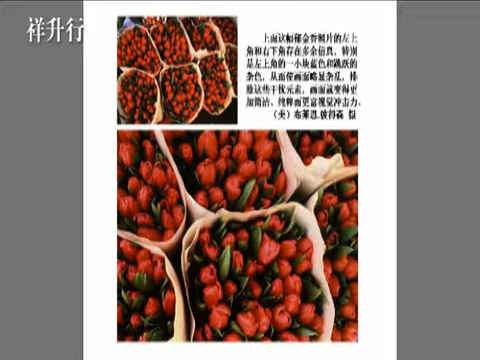 祥升行
上面这幅郁金香照片的左上
角和右下角存在多余信息，特别
是左上角的一小块蓝色和跳跃的
杂色，从而使画面略显杂乱，排
除这些干扰元素，画面就变得更
加简洁、纯粹而更富视觉冲击力。
（美）布莱恩.彼得森 摄